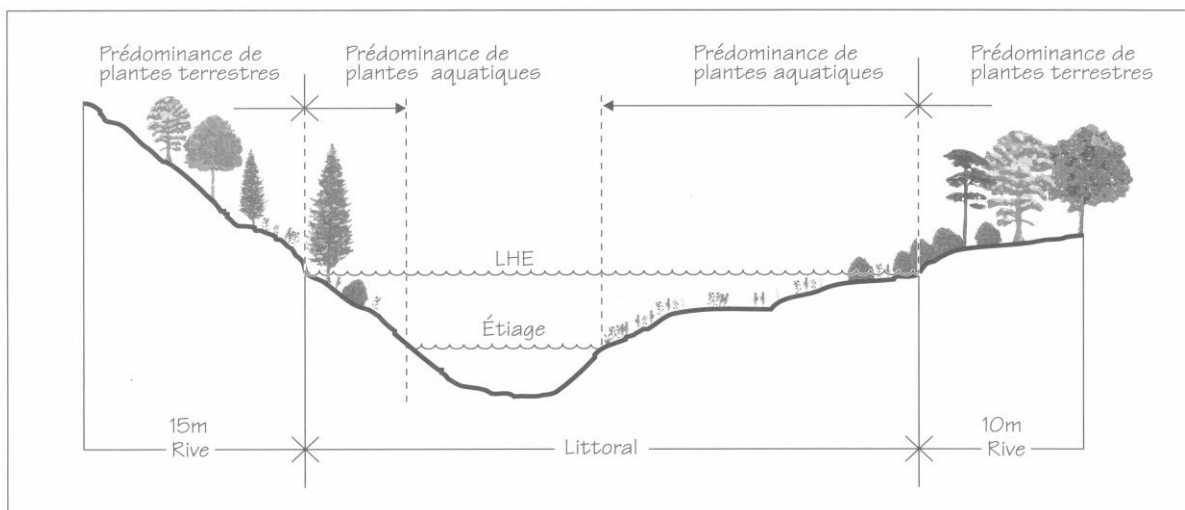 Prédominance de
plantes terrestres
Prédominance de
plantes aquatiques
Prédominance de
plantes aquatiques
Prédominance de
plantes terrestres
LHE
Étiage
15m
Rive
Littoral
10m
Rive